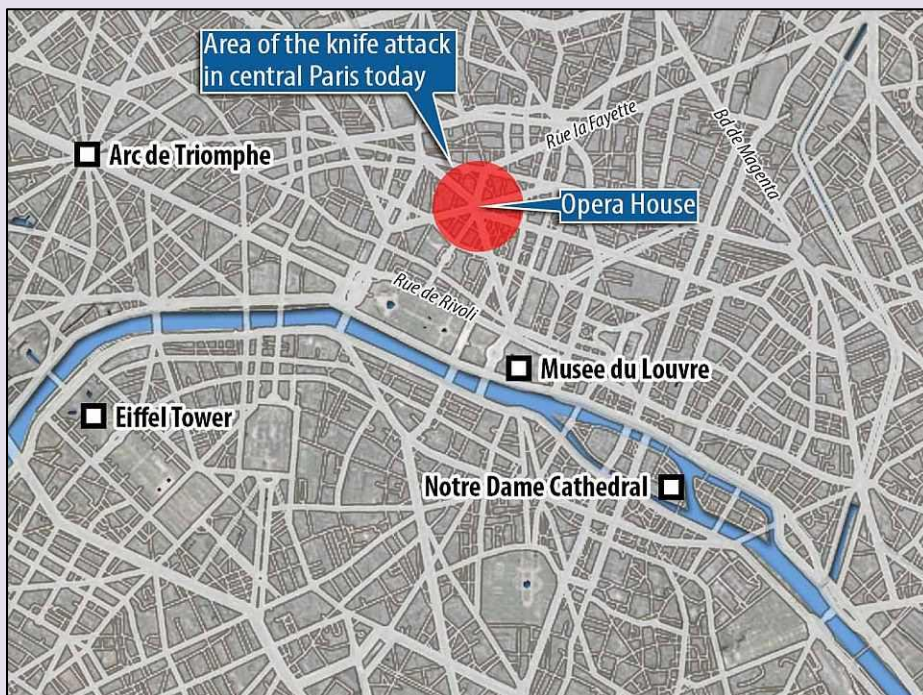 Area of the knife attack
in central Paris today
Rue la Fayette
Bd de Magenta
Arc de Triomphe
Opera House
Rue de Rivoli
Musee du Louvre
Eiffel Tower
Notre Dame Cathedral